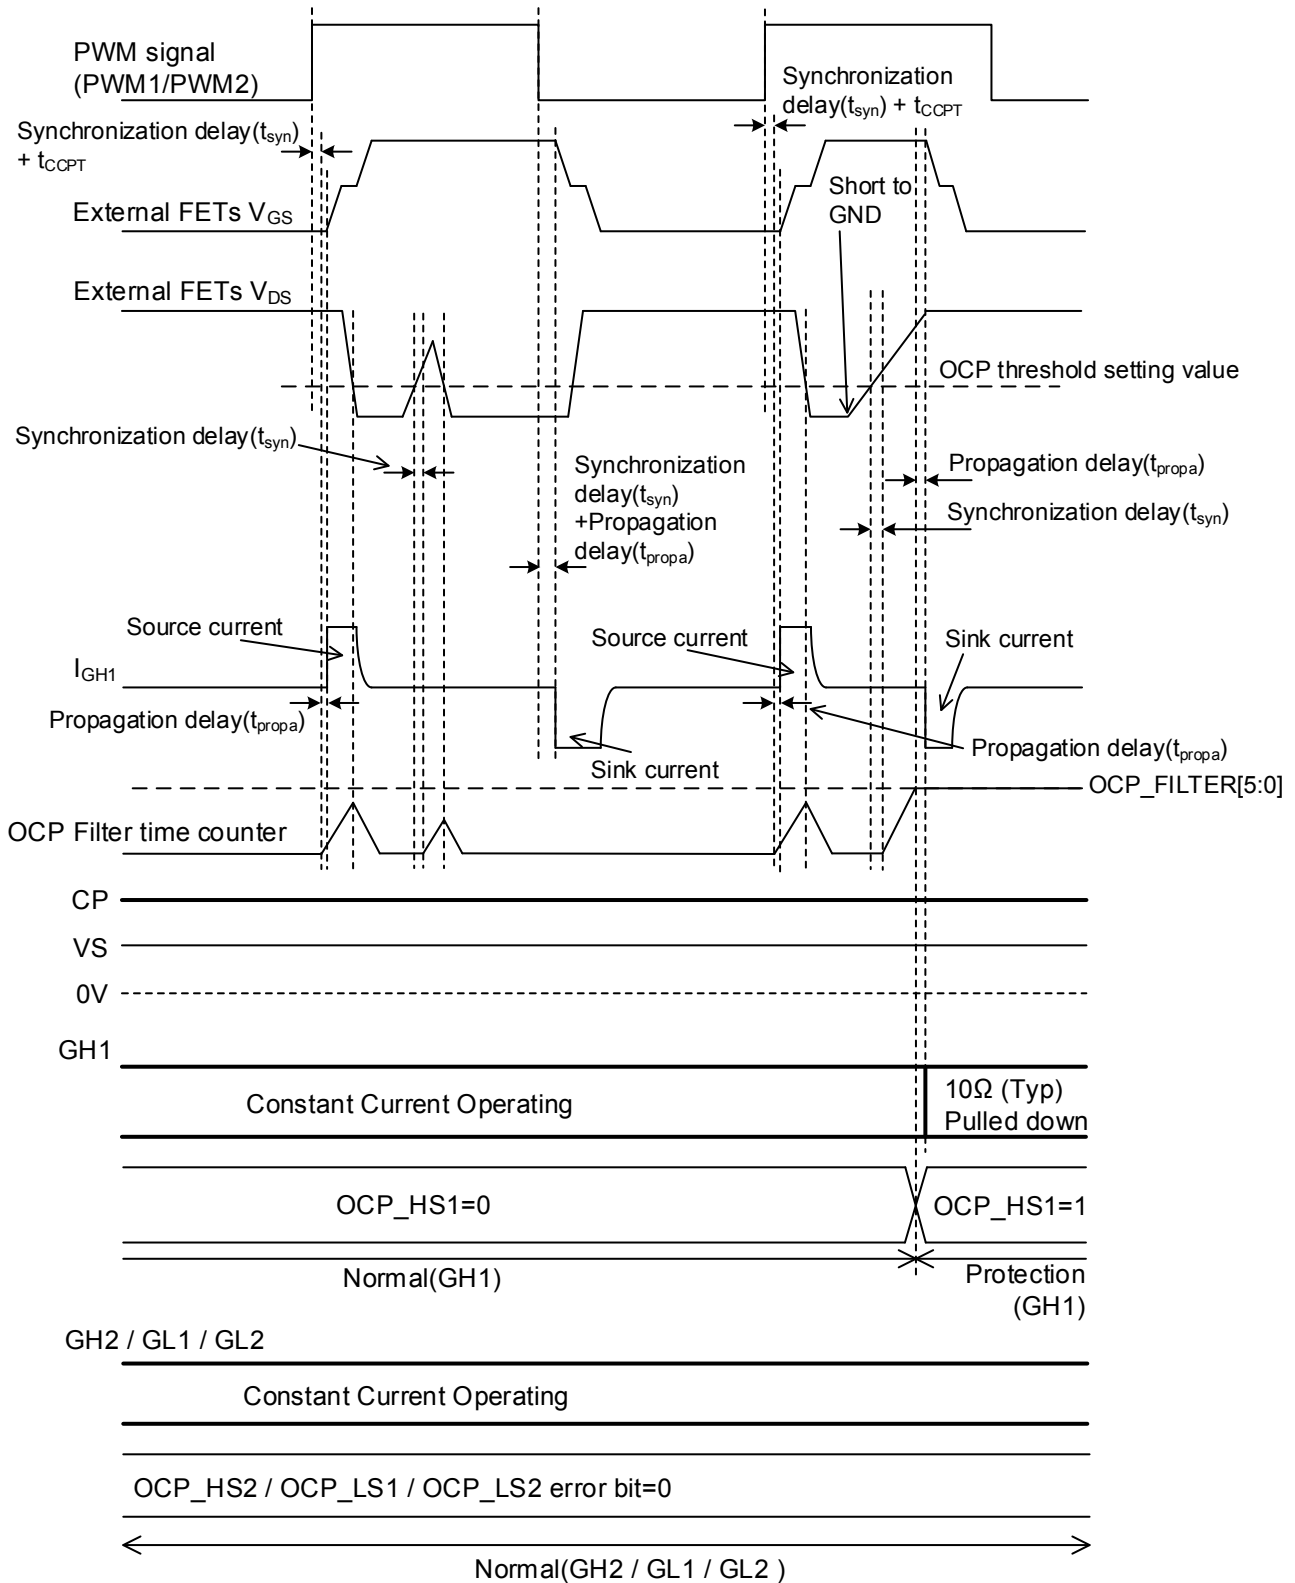 PWM signal
(PWM1/PWM2)
Synchronization
delay(tsyn) + tCCPT
Synchronization delay(tsyn)
+ tCCPT
Short to
GND
External FETs VGS
External FETs VDS
OCP threshold setting value
Synchronization delay(tsyn)
Synchronization
delay(tsyn)
+Propagation
delay(tpropa)
Propagation delay(tpropa)
Synchronization delay(tsyn)
Source current
Source current
Sink current
IGH1
Propagation delay(tpropa)
Propagation delay(tpropa)
Sink current
OCP_FILTER[5:0]
OCP Filter time counter
CP
VS
0V
GH1
Constant Current Operating
10Ω (Typ)
Pulled down
OCP_HS1=0
OCP_HS1=1
Normal(GH1)
Protection
(GH1)
GH2 / GL1 / GL2
Constant Current Operating
OCP_HS2 / OCP_LS1 / OCP_LS2 error bit=0
Normal(GH2 / GL1 / GL2 )